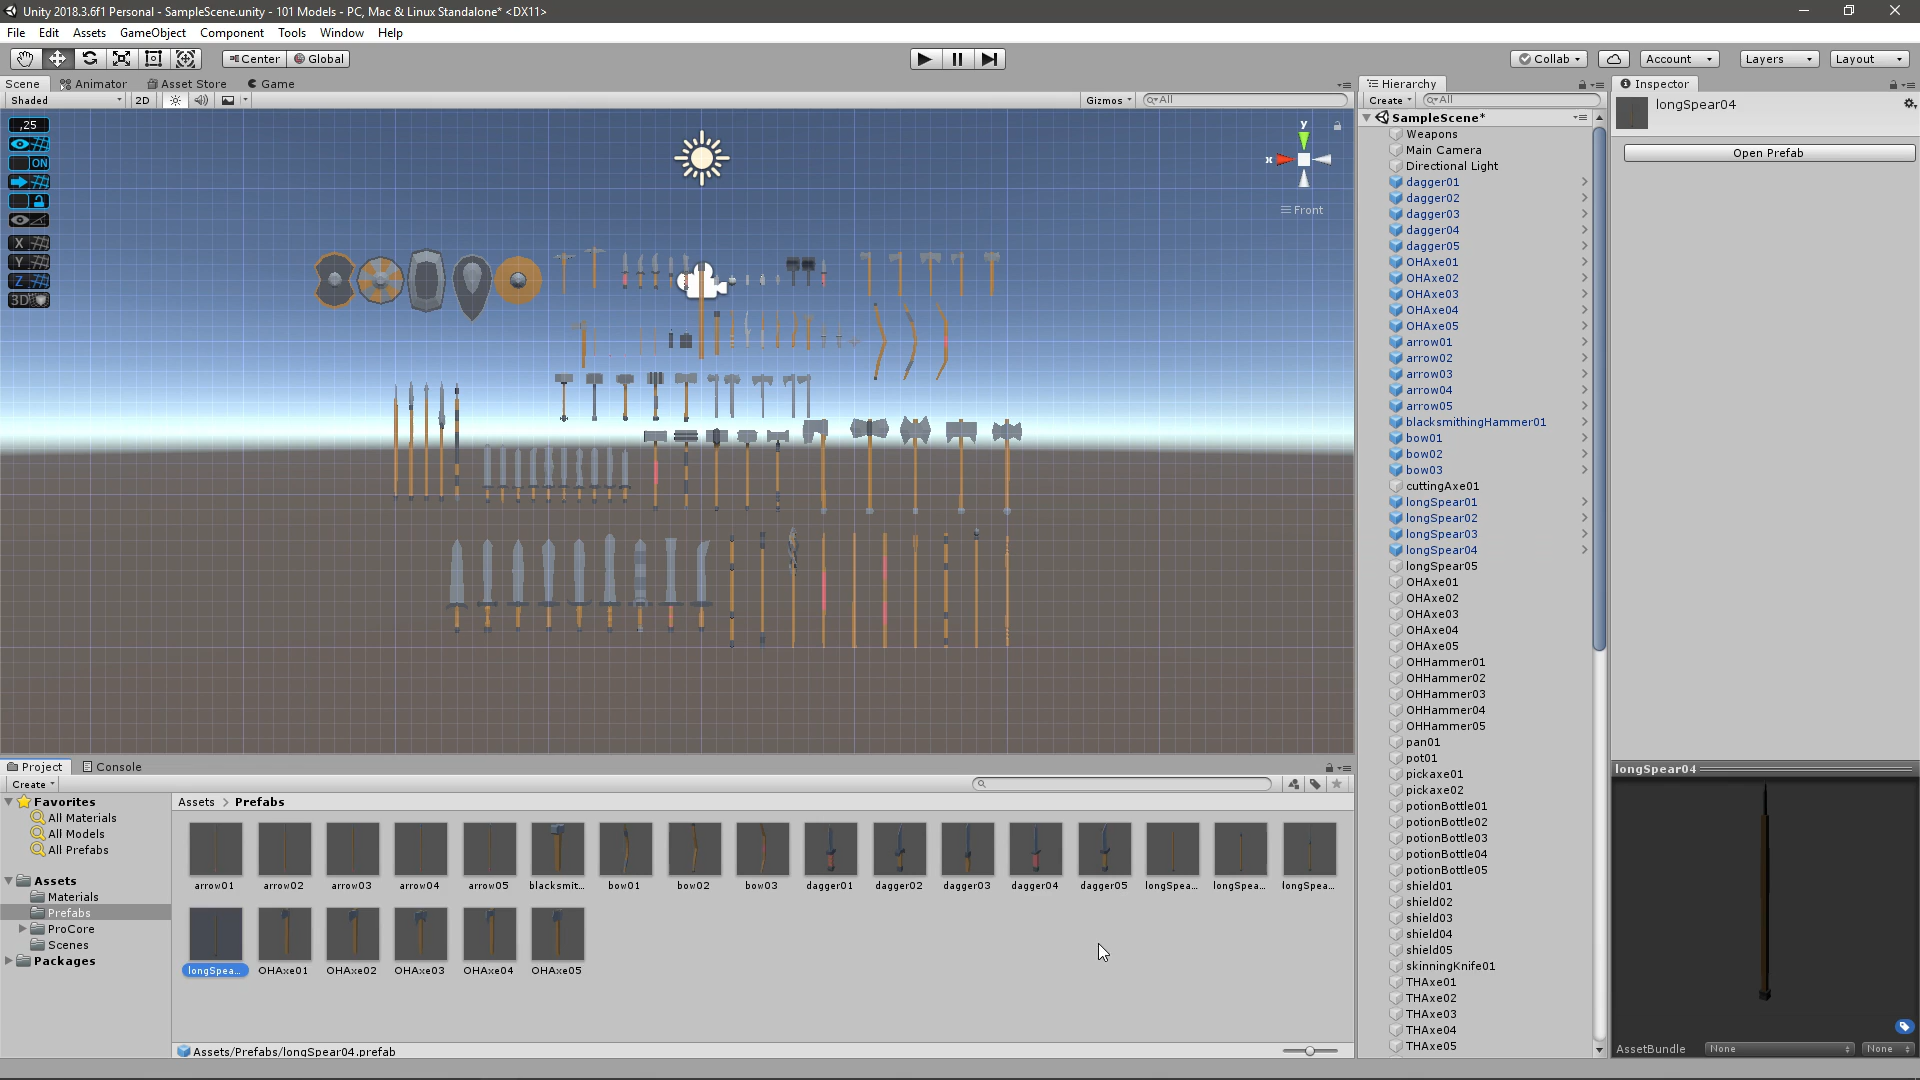 Unity 2018.3.6f1 Personal - SampleScene.unity - 101 Models - PC, Mac & Linux Standalone* <DX11>
File Edit Assets GameObject Component Tools Window Help
Center Global Collab Account Layers Layout
Scene Animator Asset Store Game
Shaded 2D Gizmos All
,25
ON
X
Y
Z
3D
y
x
Front
Hierarchy
Create All
SampleScene*
Weapons
Main Camera
Directional Light
dagger01
dagger02
dagger03
dagger04
dagger05
OHAxe01
OHAxe02
OHAxe03
OHAxe04
OHAxe05
arrow01
arrow02
arrow03
arrow04
arrow05
blacksmithingHammer01
bow01
bow02
bow03
cuttingAxe01
longSpear01
longSpear02
longSpear03
longSpear04
longSpear05
OHAxe01
OHAxe02
OHAxe03
OHAxe04
OHAxe05
OHHammer01
OHHammer02
OHHammer03
OHHammer04
OHHammer05
pan01
pot01
pickaxe01
pickaxe02
potionBottle01
potionBottle02
potionBottle03
potionBottle04
potionBottle05
shield01
shield02
shield03
shield04
shield05
skinningKnife01
THAxe01
THAxe02
THAxe03
THAxe04
THAxe05
Inspector
longSpear04
Open Prefab
longSpear04
AssetBundle None None
Project Console
Create
Favorites
All Materials
All Models
All Prefabs
Assets
Materials
Prefabs
ProCore
Scenes
Packages
Assets > Prefabs
arrow01 arrow02 arrow03 arrow04 arrow05 blacksmit... bow01 bow02 bow03 dagger01 dagger02 dagger03 dagger04 dagger05 longSpea... longSpea... longSpea...
longSpea... OHAxe01 OHAxe02 OHAxe03 OHAxe04 OHAxe05
Assets/Prefabs/longSpear04.prefab